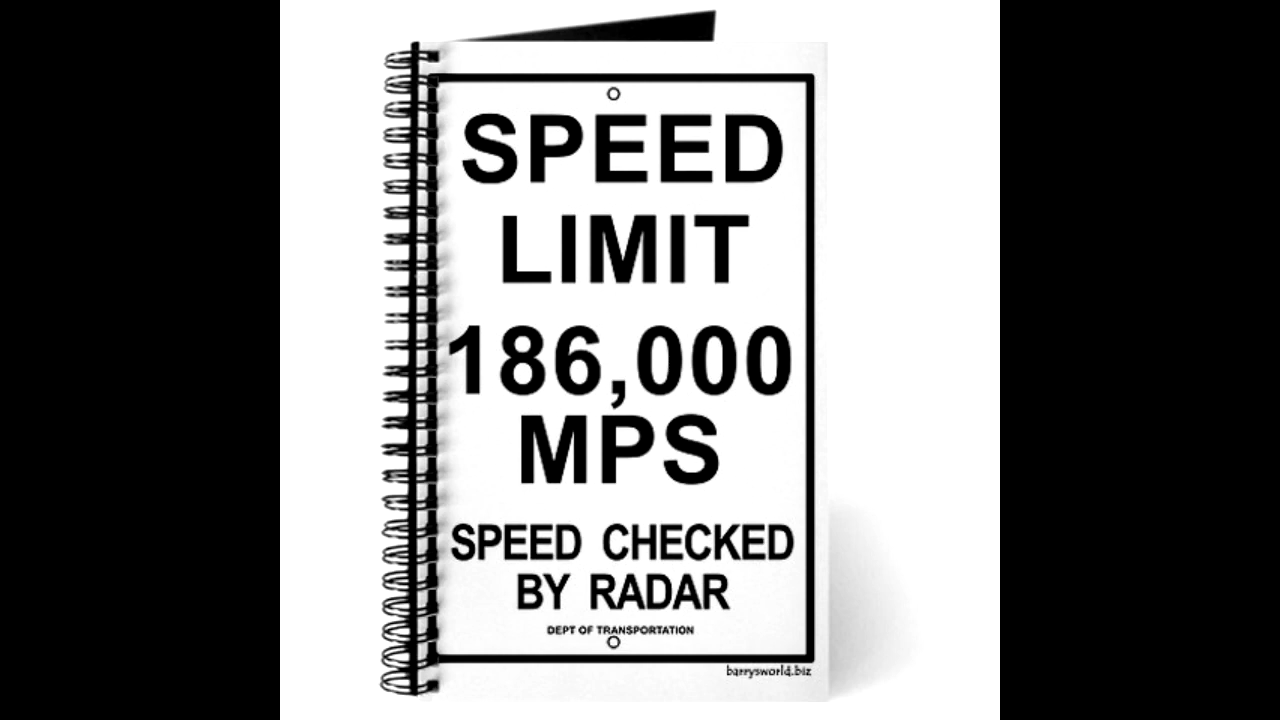 SPEED
LIMIT
186,000
MPS
SPEED CHECKED
BY RADAR
DEPT OF TRANSPORTATION
barrysworld.biz